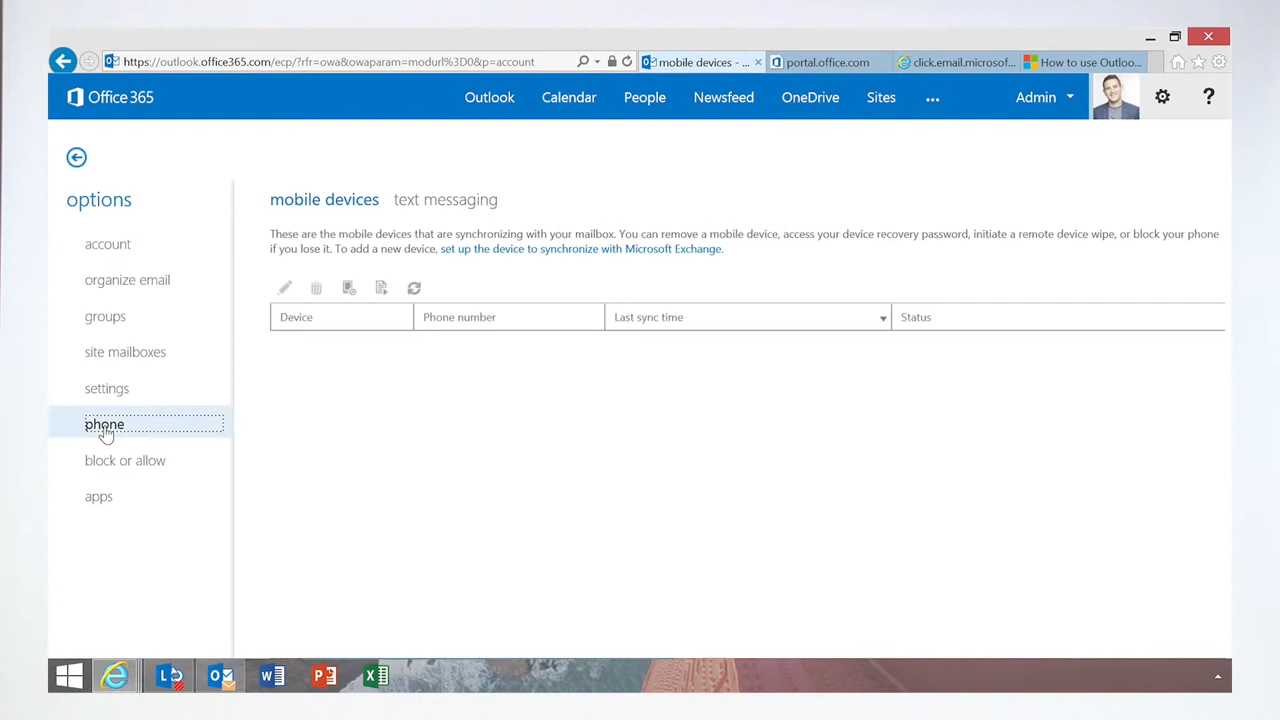 https://outlook.office365.com/ecp/?rfr=owa&owaparam=modurl%3D0&p=account
mobile devices - ...
portal.office.com
click.email.microsof...
How to use Outloo...
Office 365
Outlook
Calendar
People
Newsfeed
OneDrive
Sites
...
Admin
?
options
account
organize email
groups
site mailboxes
settings
phone
block or allow
apps
mobile devices
text messaging
These are the mobile devices that are synchronizing with your mailbox. You can remove a mobile device, access your device recovery password, initiate a remote device wipe, or block your phone
if you lose it. To add a new device, set up the device to synchronize with Microsoft Exchange.
Device
Phone number
Last sync time
Status